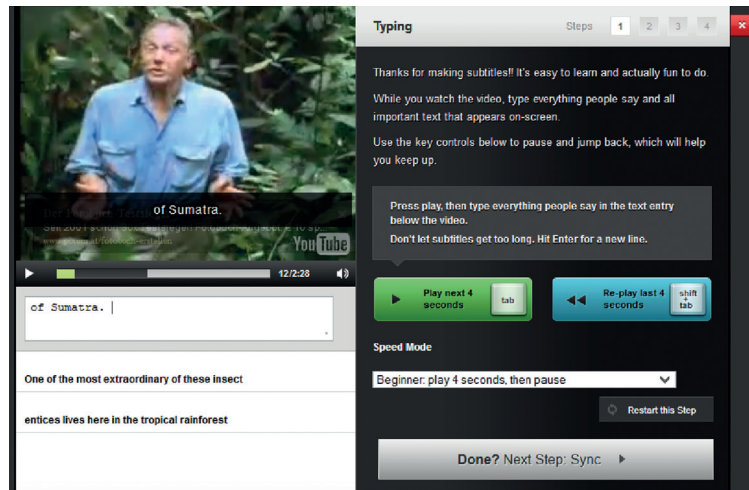 of Sumatra.
YouTube
12/2:28
of Sumatra.
One of the most extraordinary of these insect
entices lives here in the tropical rainforest
Typing
Steps 1 2 3 4
Thanks for making subtitles!! It's easy to learn and actually fun to do.
While you watch the video, type everything people say and all
important text that appears on-screen.
Use the key controls below to pause and jump back, which will help
you keep up.
Press play, then type everything people say in the text entry
below the video.
Don't let subtitles get too long. Hit Enter for a new line.
Play next 4
seconds
tab
Re-play last 4
seconds
shift
+
tab
Speed Mode
Beginner: play 4 seconds, then pause
Restart this Step
Done? Next Step: Sync